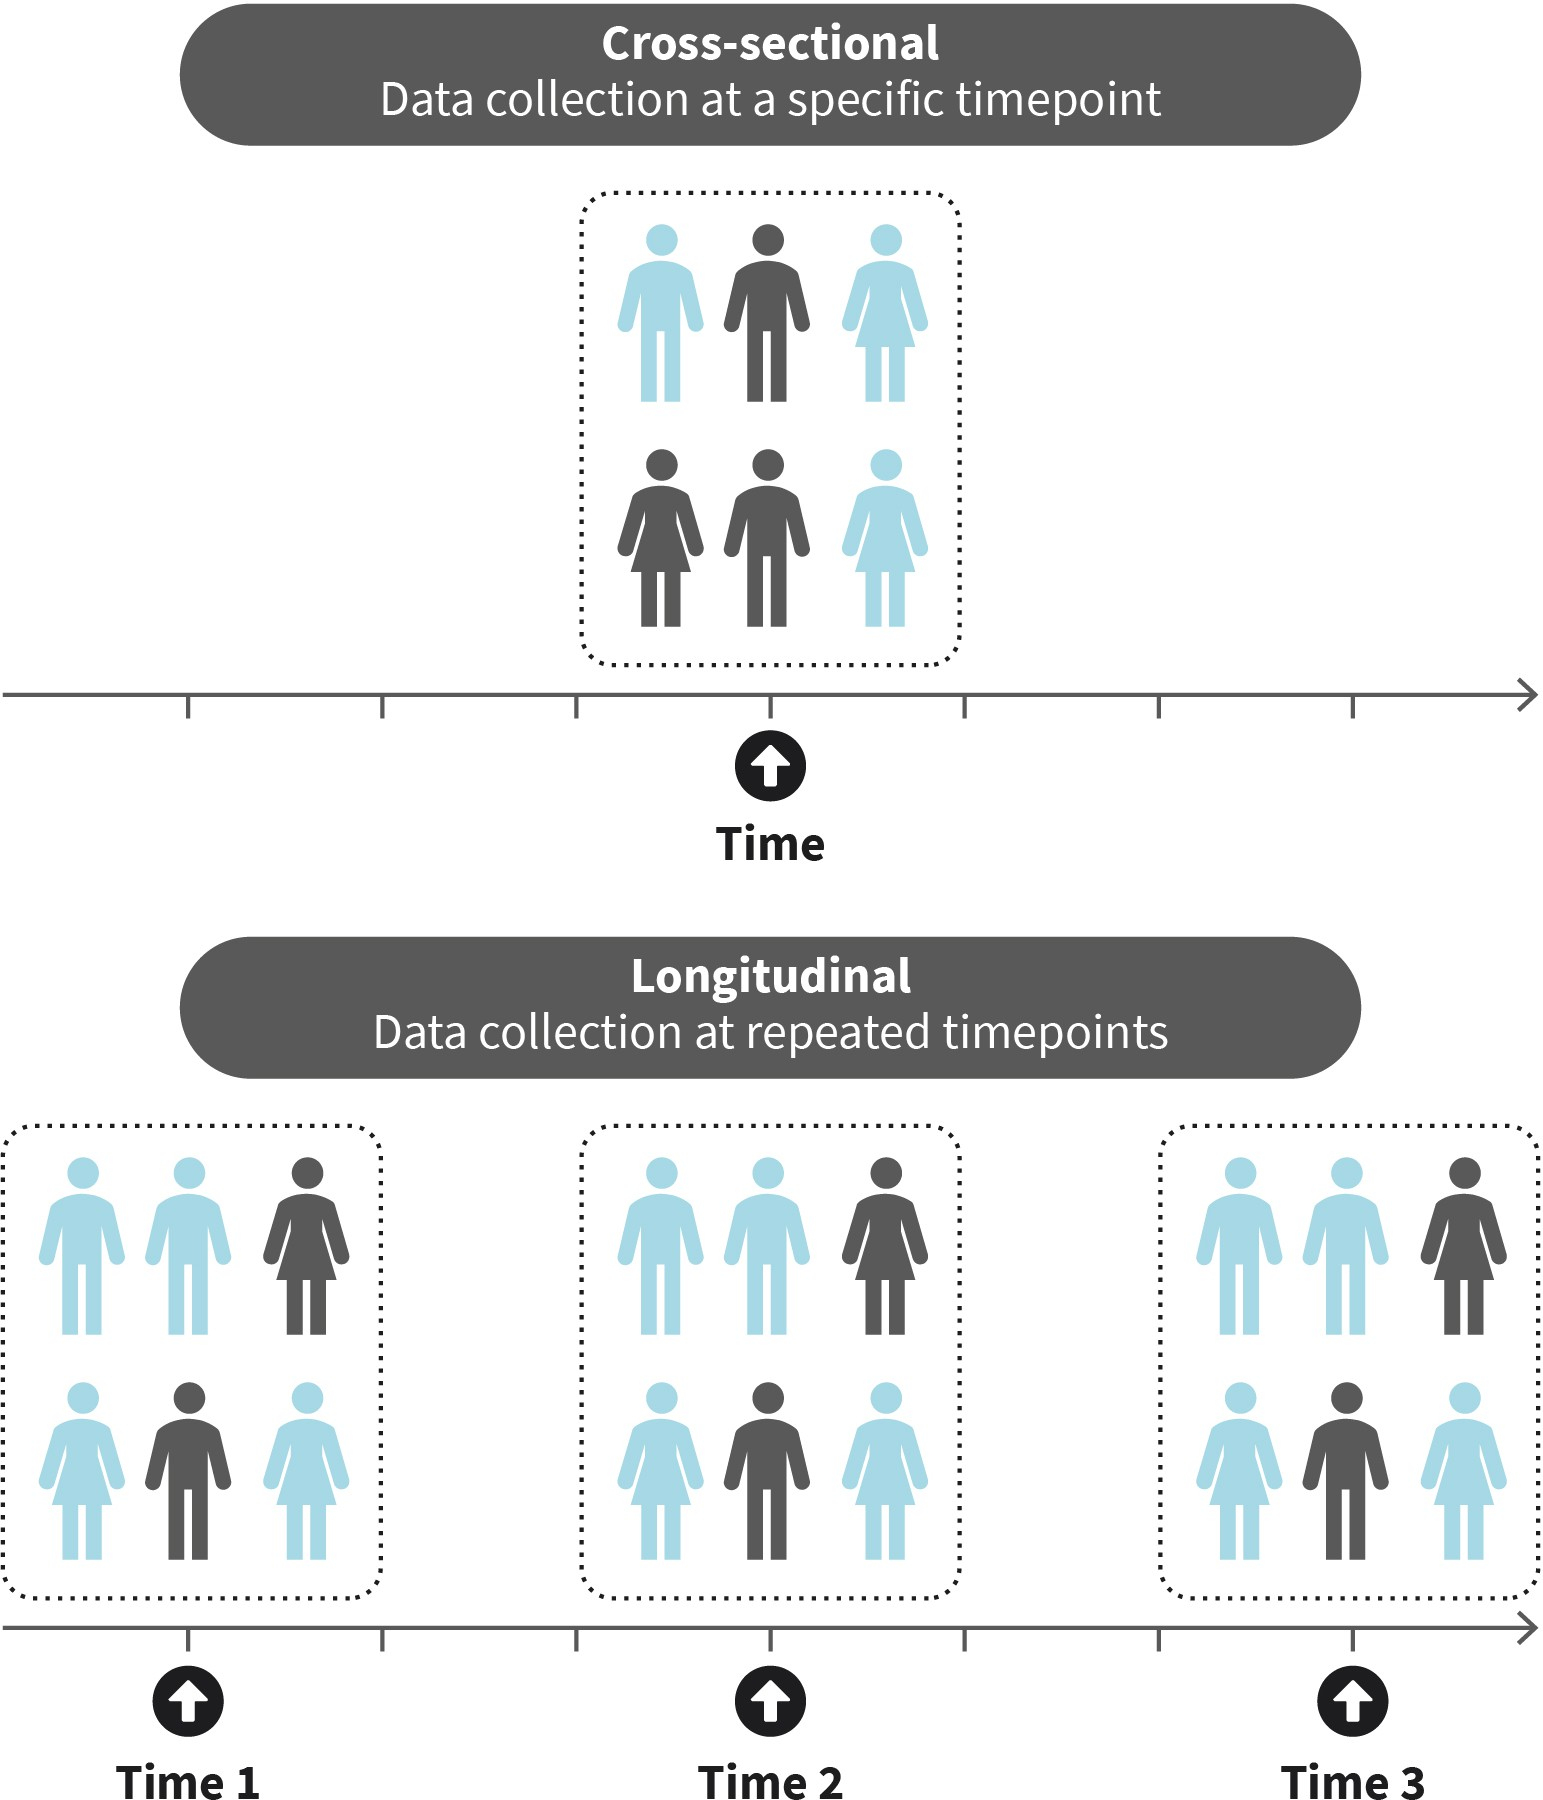 Cross-sectional
Data collection at a specific timepoint
Time
Longitudinal
Data collection at repeated timepoints
Time 1
Time 2
Time 3